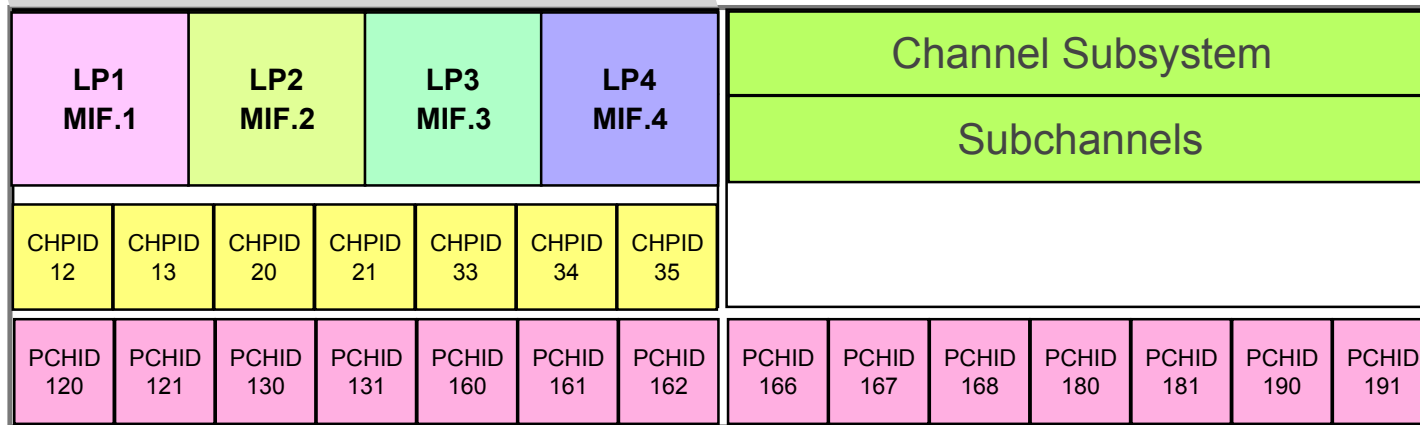 LP1
MIF.1
LP2
MIF.2
LP3
MIF.3
LP4
MIF.4
Channel Subsystem
Subchannels
CHPID
12
CHPID
13
CHPID
20
CHPID
21
CHPID
33
CHPID
34
CHPID
35
PCHID
120
PCHID
121
PCHID
130
PCHID
131
PCHID
160
PCHID
161
PCHID
162
PCHID
166
PCHID
167
PCHID
168
PCHID
180
PCHID
181
PCHID
190
PCHID
191